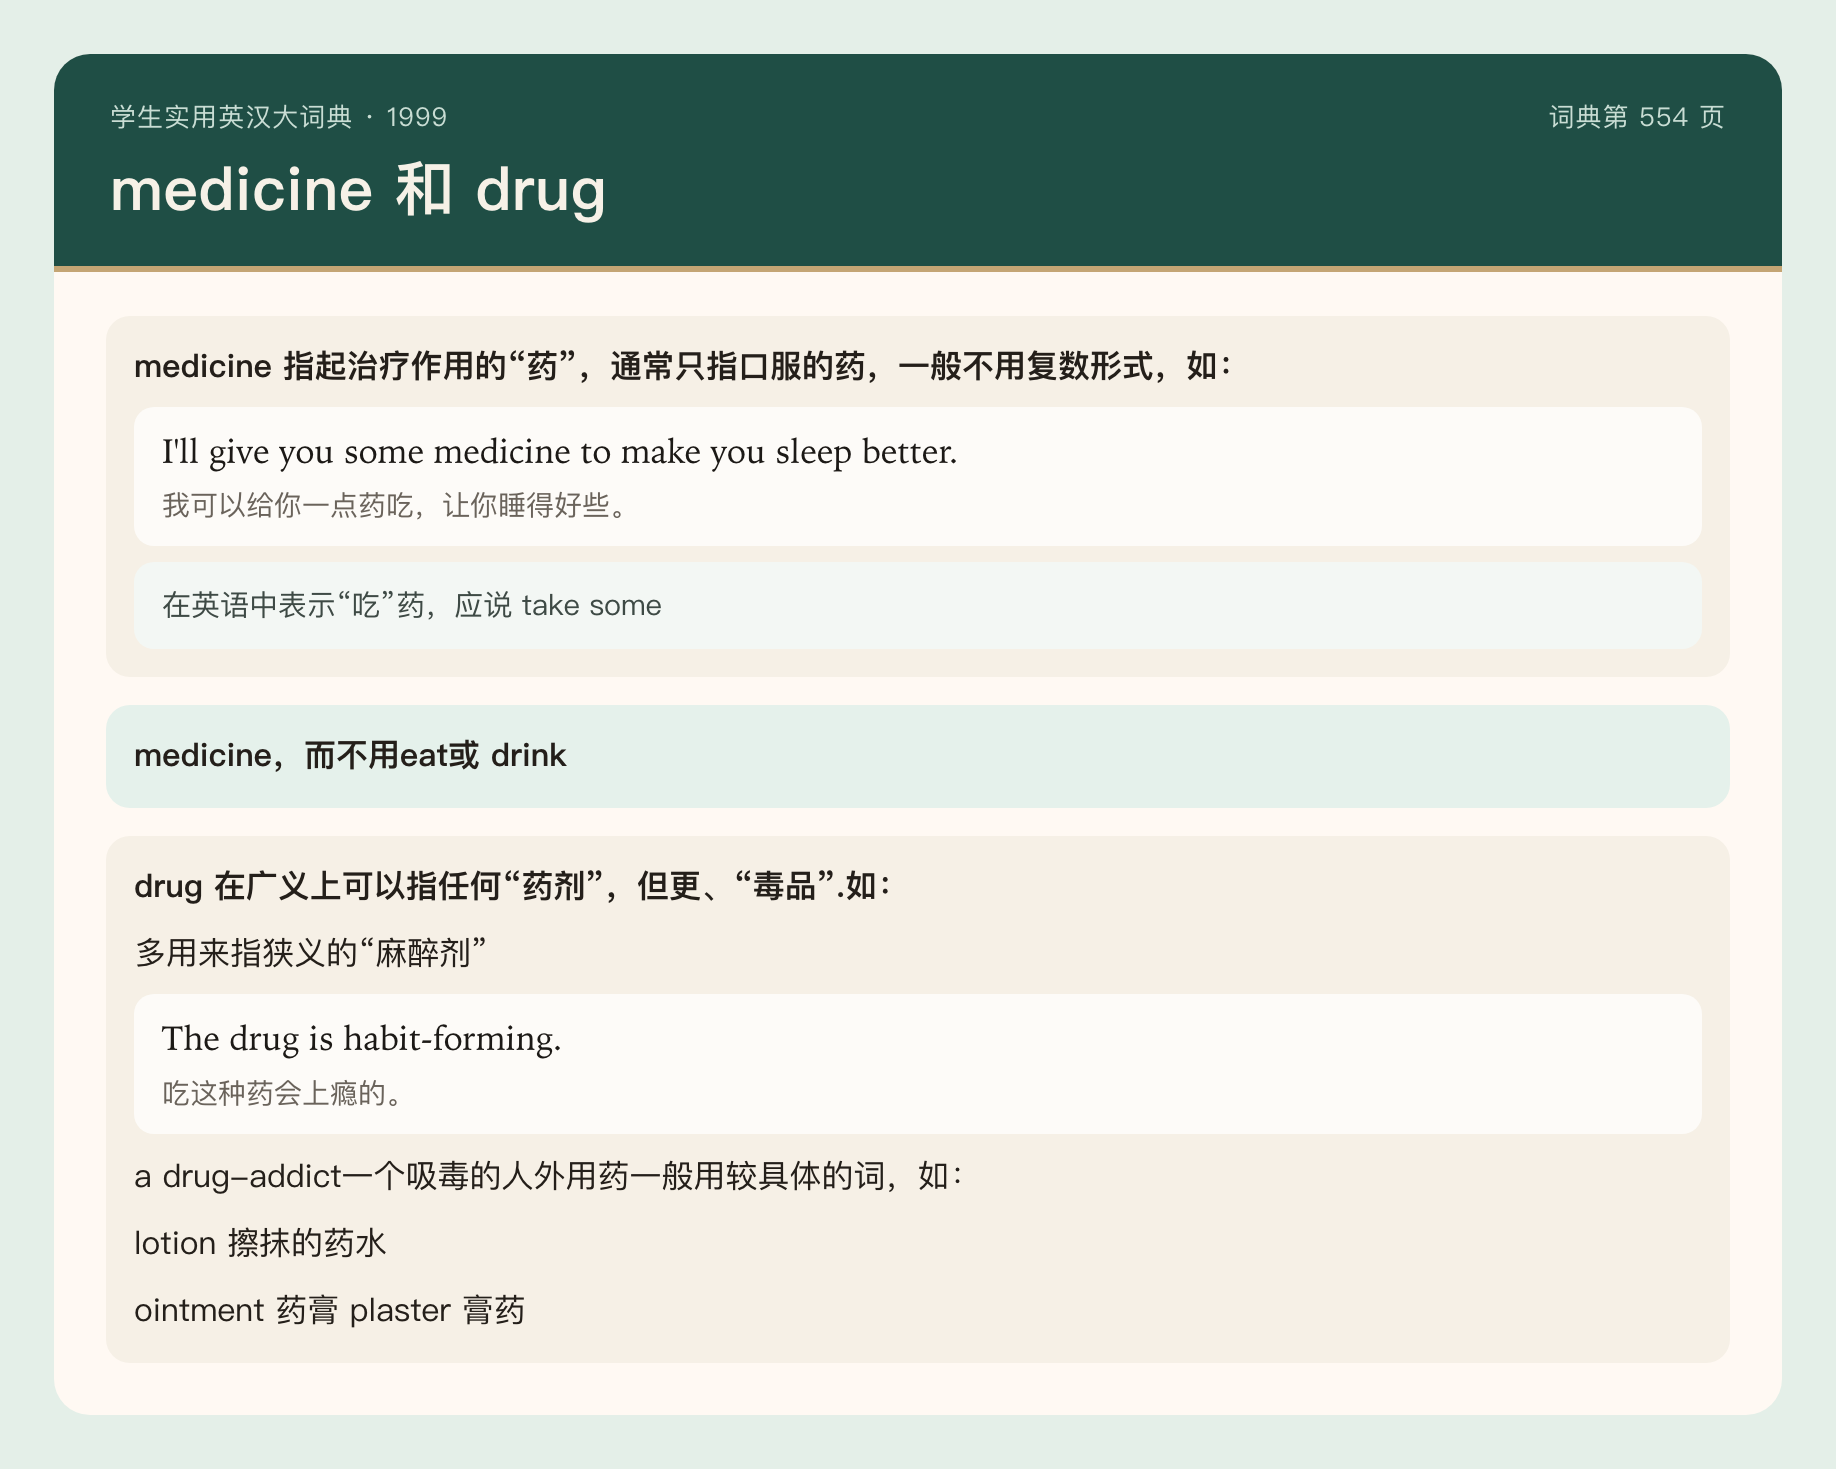 学生实用英汉大词典 · 1999
词典第 554 页
medicine 和 drug
medicine 指起治疗作用的“药”，通常只指口服的药，一般不用复数形式，如：
I'll give you some medicine to make you sleep better.
我可以给你一点药吃，让你睡得好些。
在英语中表示“吃”药，应说 take some
medicine，而不用eat或 drink
drug 在广义上可以指任何“药剂”，但更、“毒品”.如：
多用来指狭义的“麻醉剂”
The drug is habit-forming.
吃这种药会上瘾的。
a drug–addict一个吸毒的人外用药一般用较具体的词，如：
lotion 擦抹的药水
ointment 药膏 plaster 膏药